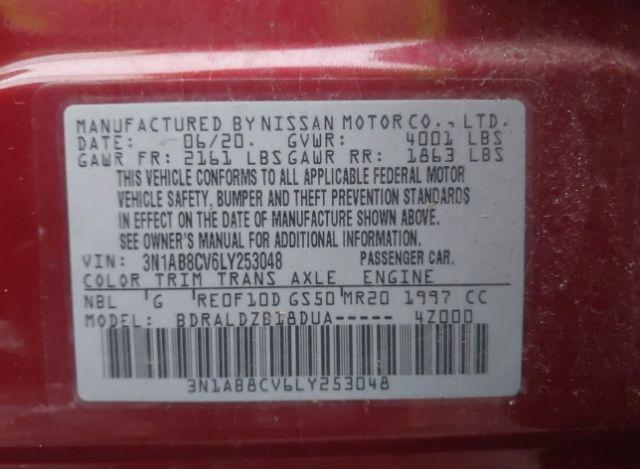 MANUFACTURED BY NISSAN MOTOR CO., LTD.
DATE: 06/20. GVWR: 4001 LBS
GAWR FR: 2161 LBS GAWR RR: 1863 LBS
THIS VEHICLE CONFORMS TO ALL APPLICABLE FEDERAL MOTOR
VEHICLE SAFETY, BUMPER AND THEFT PREVENTION STANDARDS
IN EFFECT ON THE DATE OF MANUFACTURE SHOWN ABOVE.
SEE OWNER'S MANUAL FOR ADDITIONAL INFORMATION.
VIN: 3N1AB8CV6LY253048 PASSENGER CAR.
COLOR TRIM TRANS AXLE ENGINE
NBL G RE0F10D GS50 MR20 1997 CC
MODEL: BDRALDZB18DUA----- 4Z000
3N1AB8CV6LY253048